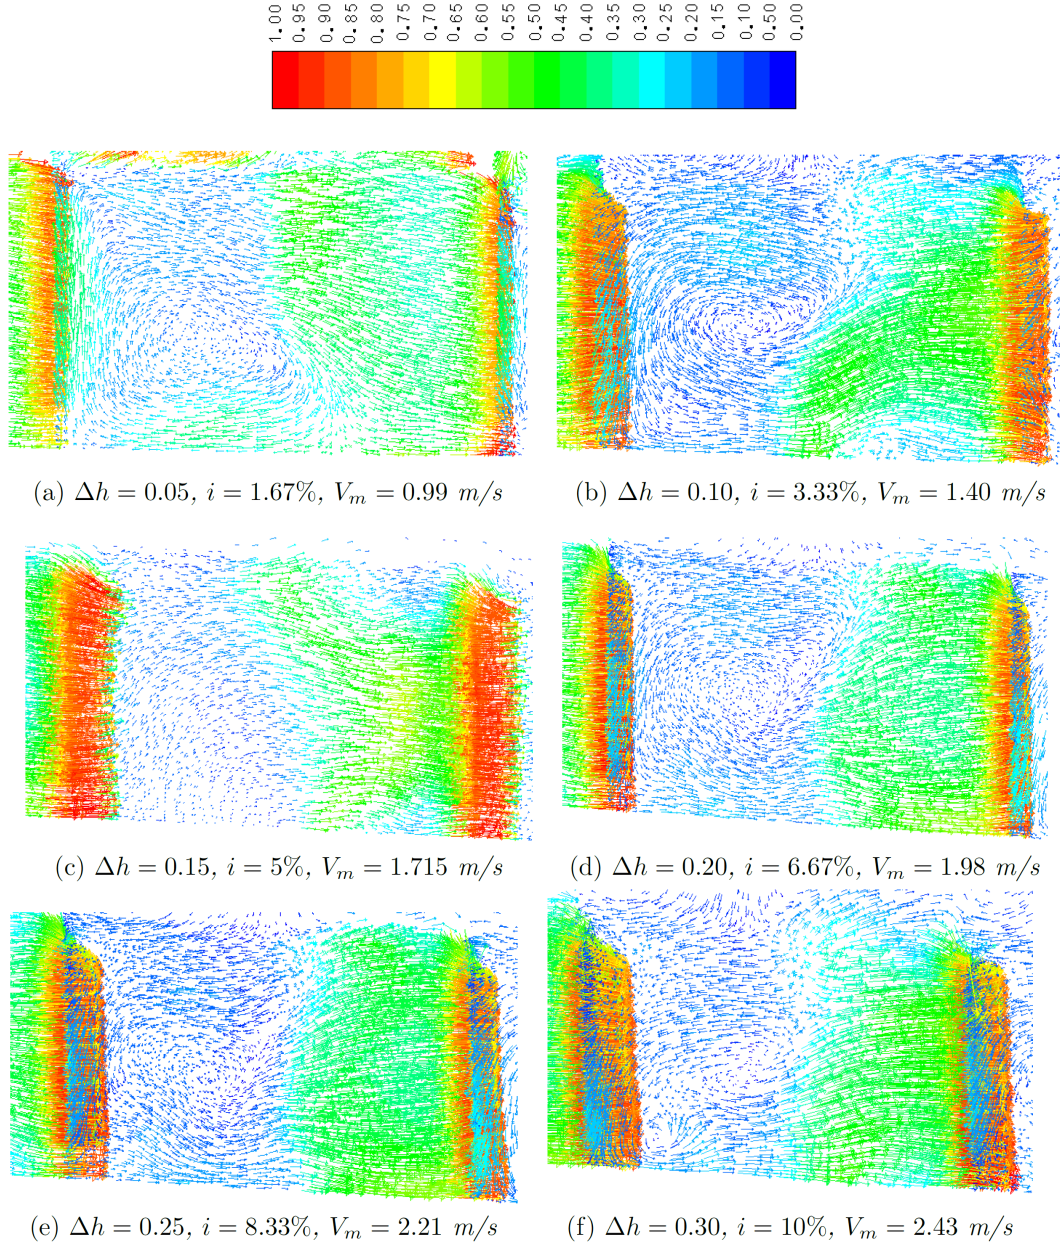 1.00 0.95 0.90 0.85 0.80 0.75 0.70 0.65 0.60 0.55 0.50 0.45 0.40 0.35 0.30 0.25 0.20 0.15 0.10 0.50 0.00
(a) Δh = 0.05, i = 1.67%, V_m = 0.99 m/s
(b) Δh = 0.10, i = 3.33%, V_m = 1.40 m/s
(c) Δh = 0.15, i = 5%, V_m = 1.715 m/s
(d) Δh = 0.20, i = 6.67%, V_m = 1.98 m/s
(e) Δh = 0.25, i = 8.33%, V_m = 2.21 m/s
(f) Δh = 0.30, i = 10%, V_m = 2.43 m/s